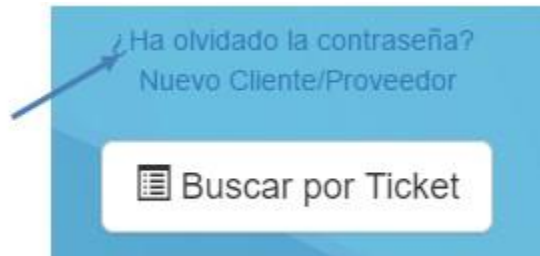 ¿Ha olvidado la contraseña?
Nuevo Cliente/Proveedor
Buscar por Ticket